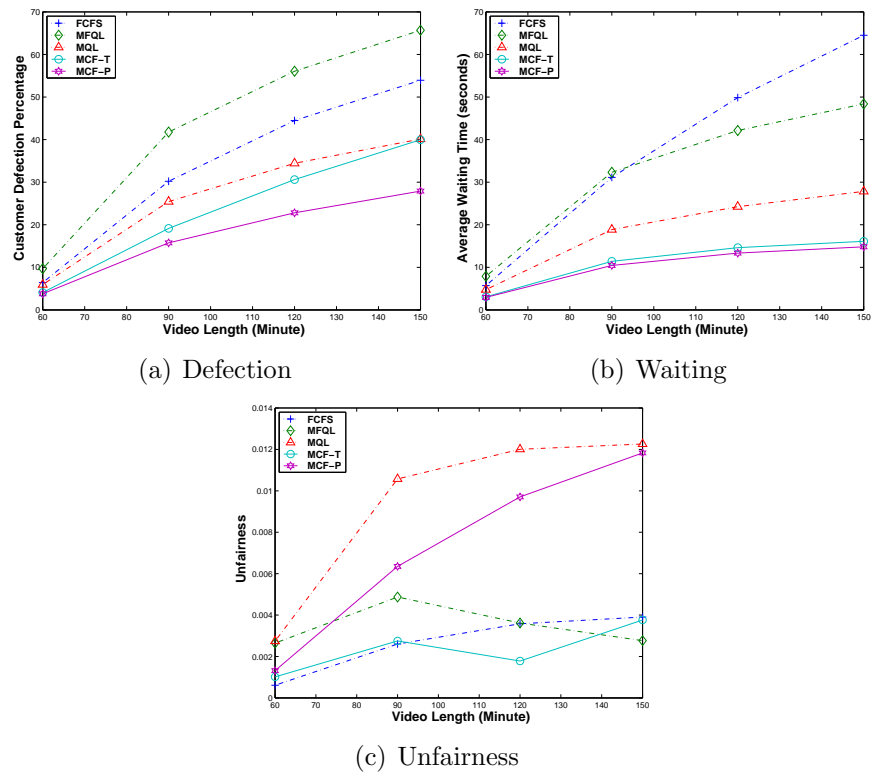 70
60
50
40
30
20
10
0
Customer Defection Percentage
FCFS
MFQL
MQL
MCF−T
MCF−P
60 70 80 90 100 110 120 130 140 150
Video Length (Minute)
(a) Defection
70
60
50
40
30
20
10
0
Average Waiting Time (seconds)
FCFS
MFQL
MQL
MCF−T
MCF−P
60 70 80 90 100 110 120 130 140 150
Video Length (Minute)
(b) Waiting
0.014
0.012
0.01
0.008
0.006
0.004
0.002
0
Unfairness
FCFS
MFQL
MQL
MCF−T
MCF−P
60 70 80 90 100 110 120 130 140 150
Video Length (Minute)
(c) Unfairness